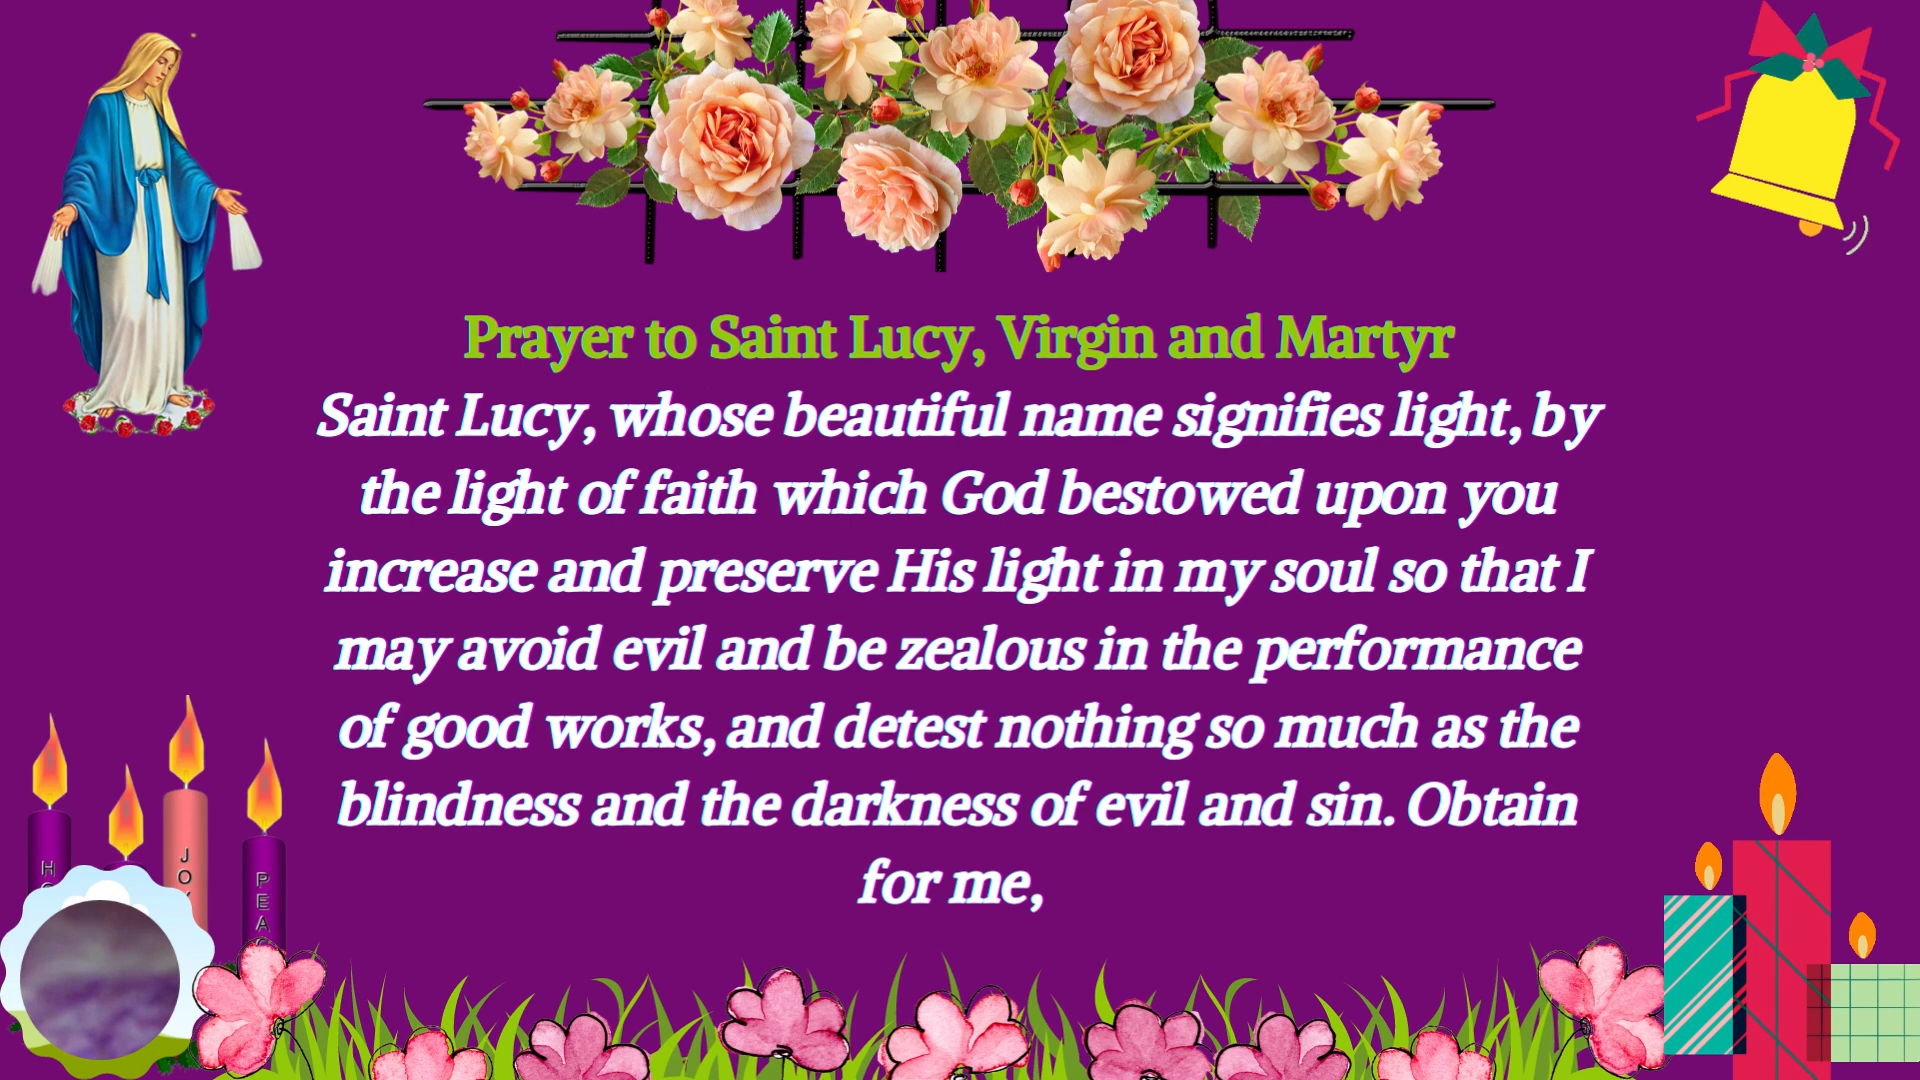 Prayer to Saint Lucy, Virgin and Martyr
Saint Lucy, whose beautiful name signifies light, by
the light of faith which God bestowed upon you
increase and preserve His light in my soul so that I
may avoid evil and be zealous in the performance
of good works, and detest nothing so much as the
blindness and the darkness of evil and sin. Obtain
for me,
JOY
PEAC